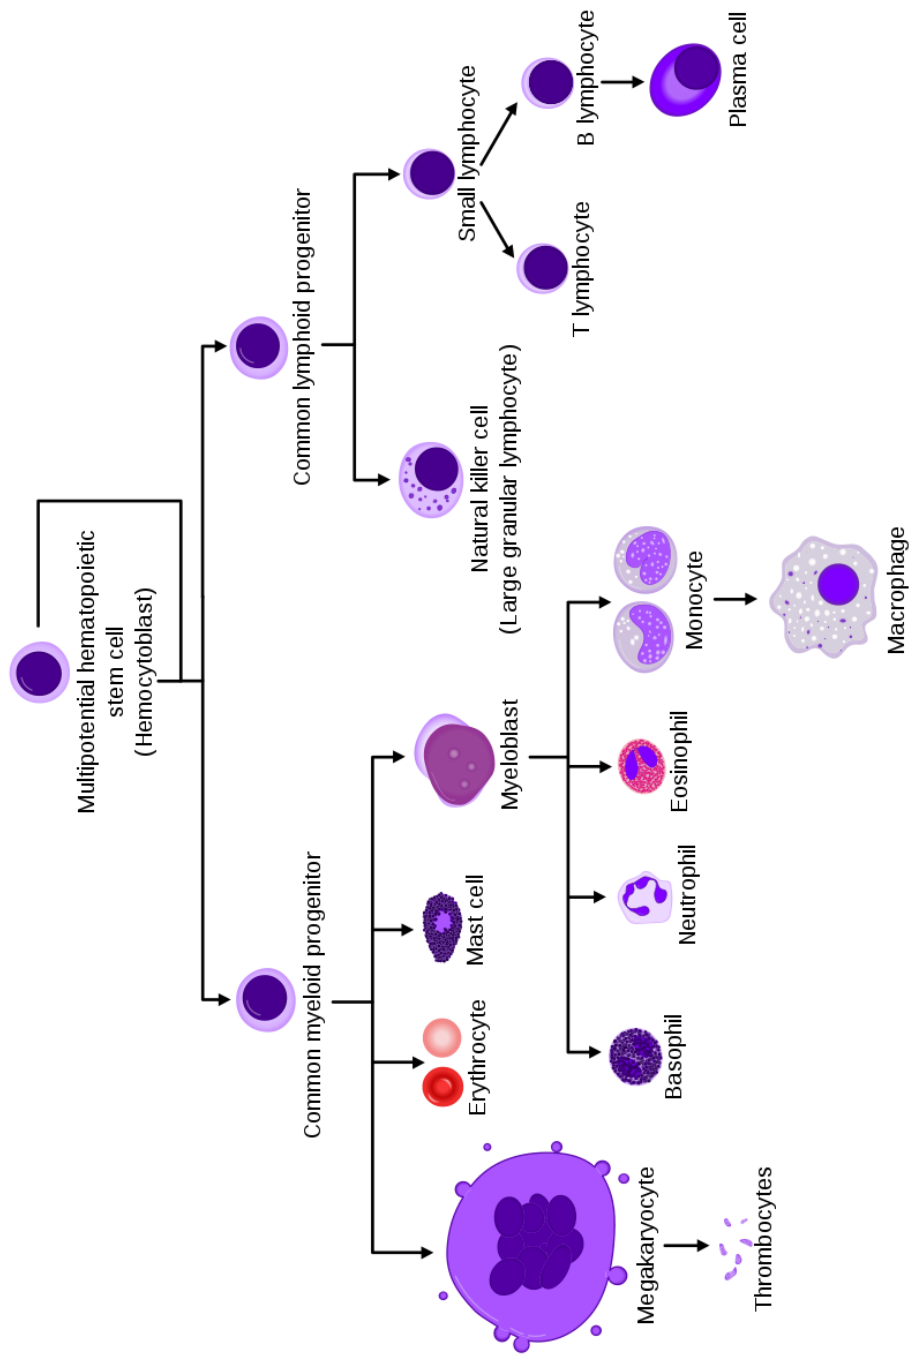 Multipotential hematopoietic
stem cell
(Hemocytoblast)
Common myeloid progenitor
Common lymphoid progenitor
Megakaryocyte
Thrombocytes
Erythrocyte
Mast cell
Myeloblast
Basophil
Neutrophil
Eosinophil
Monocyte
Macrophage
Natural killer cell
(Large granular lymphocyte)
Small lymphocyte
T lymphocyte
B lymphocyte
Plasma cell